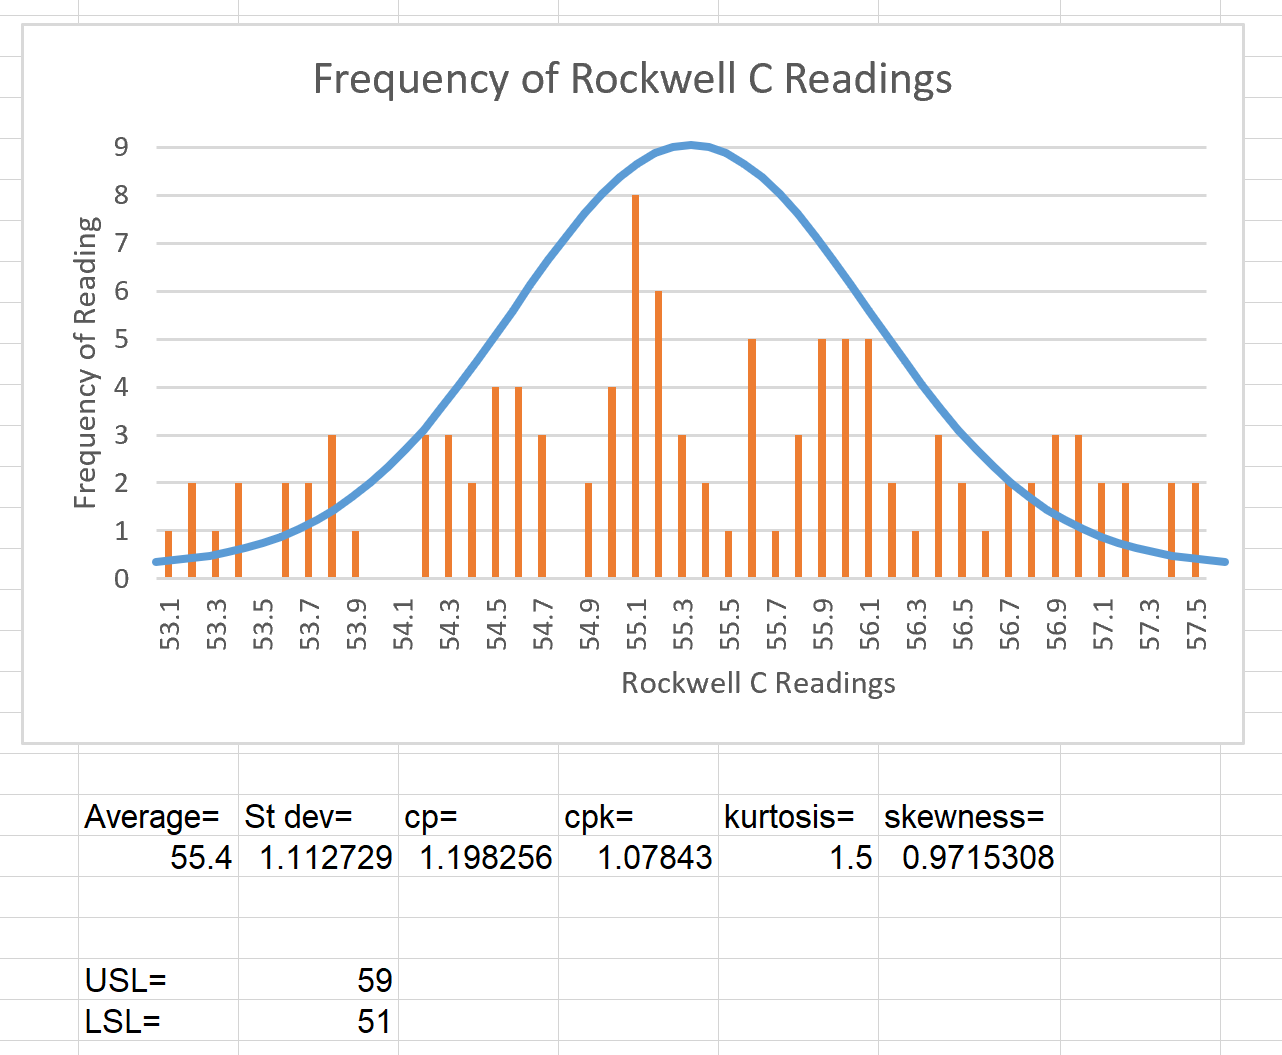 Frequency of Rockwell C Readings
Frequency of Reading
9
8
7
6
5
4
3
2
1
0
53.1 53.3 53.5 53.7 53.9 54.1 54.3 54.5 54.7 54.9 55.1 55.3 55.5 55.7 55.9 56.1 56.3 56.5 56.7 56.9 57.1 57.3 57.5
Rockwell C Readings
Average= St dev= cp= cpk= kurtosis= skewness=
55.4 1.112729 1.198256 1.07843 1.5 0.9715308
USL= 59
LSL= 51